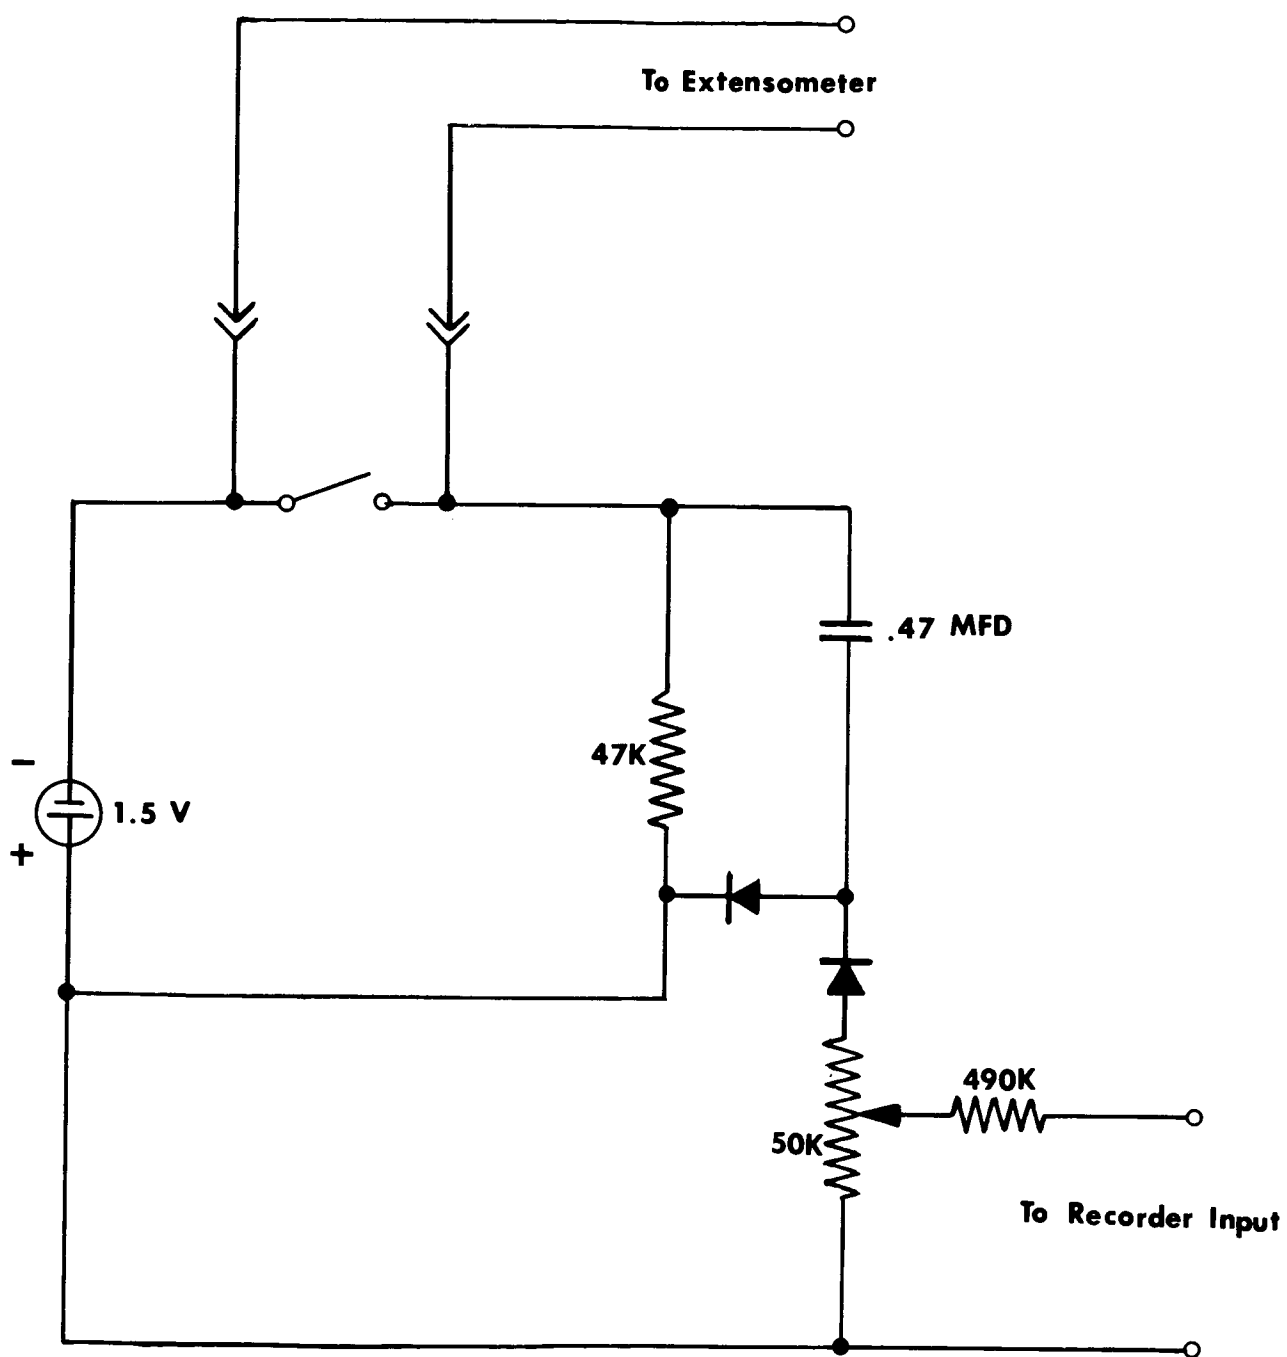 To Extensometer
.47 MFD
47K
−
1.5 V
+
490K
50K
To Recorder Input